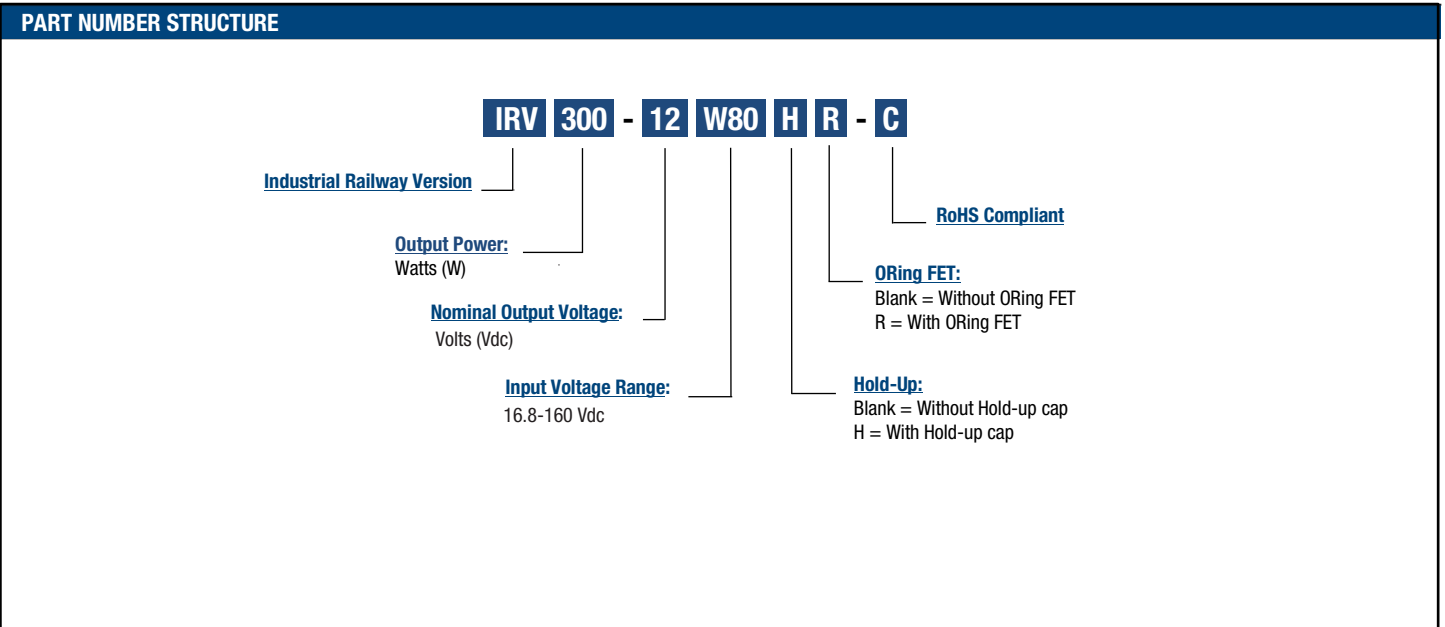 PART NUMBER STRUCTURE
IRV 300 - 12 W80 H R - C
Industrial Railway Version
RoHS Compliant
Output Power:
Watts (W)
ORing FET:
Blank = Without ORing FET
R = With ORing FET
Nominal Output Voltage:
Volts (Vdc)
Input Voltage Range:
16.8-160 Vdc
Hold-Up:
Blank = Without Hold-up cap
H = With Hold-up cap